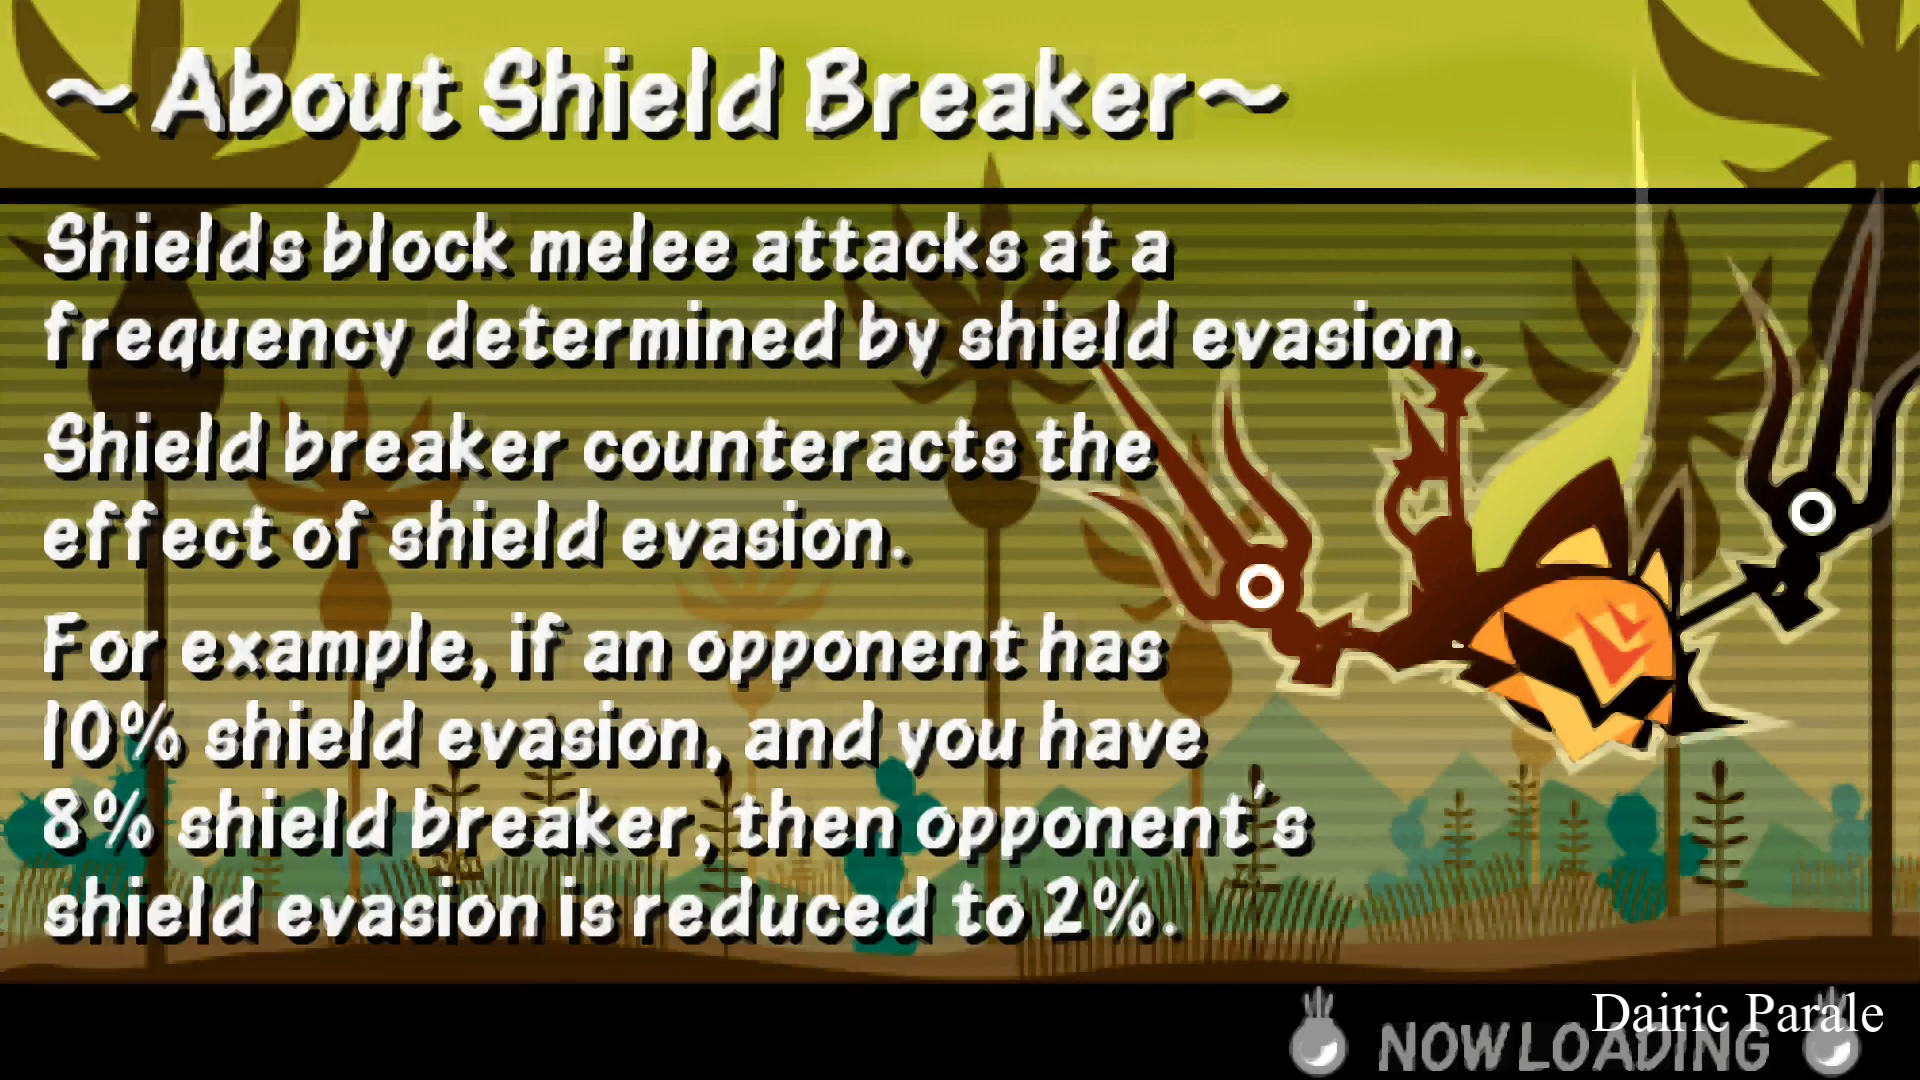 ~About Shield Breaker~
Shields block melee attacks at a
frequency determined by shield evasion.
Shield breaker counteracts the
effect of shield evasion.
For example, if an opponent has
10% shield evasion, and you have
8% shield breaker, then opponent's
shield evasion is reduced to 2%.
Dairic Parale
NOW LOADING